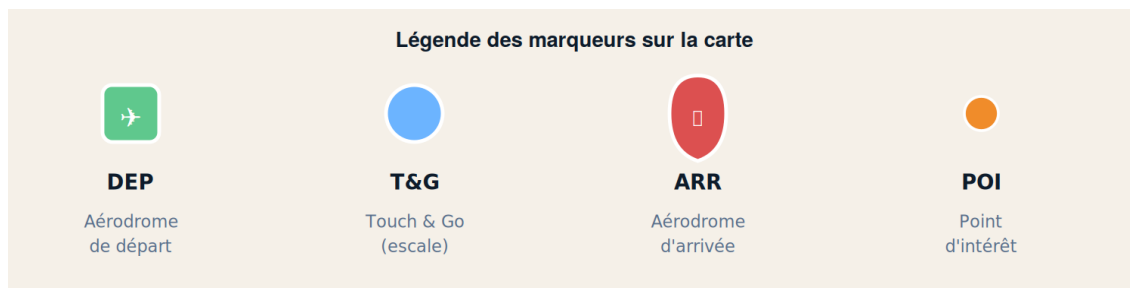 Légende des marqueurs sur la carte
DEP
T&G
ARR
POI
Aérodrome
de départ
Touch & Go
(escale)
Aérodrome
d'arrivée
Point
d'intérêt